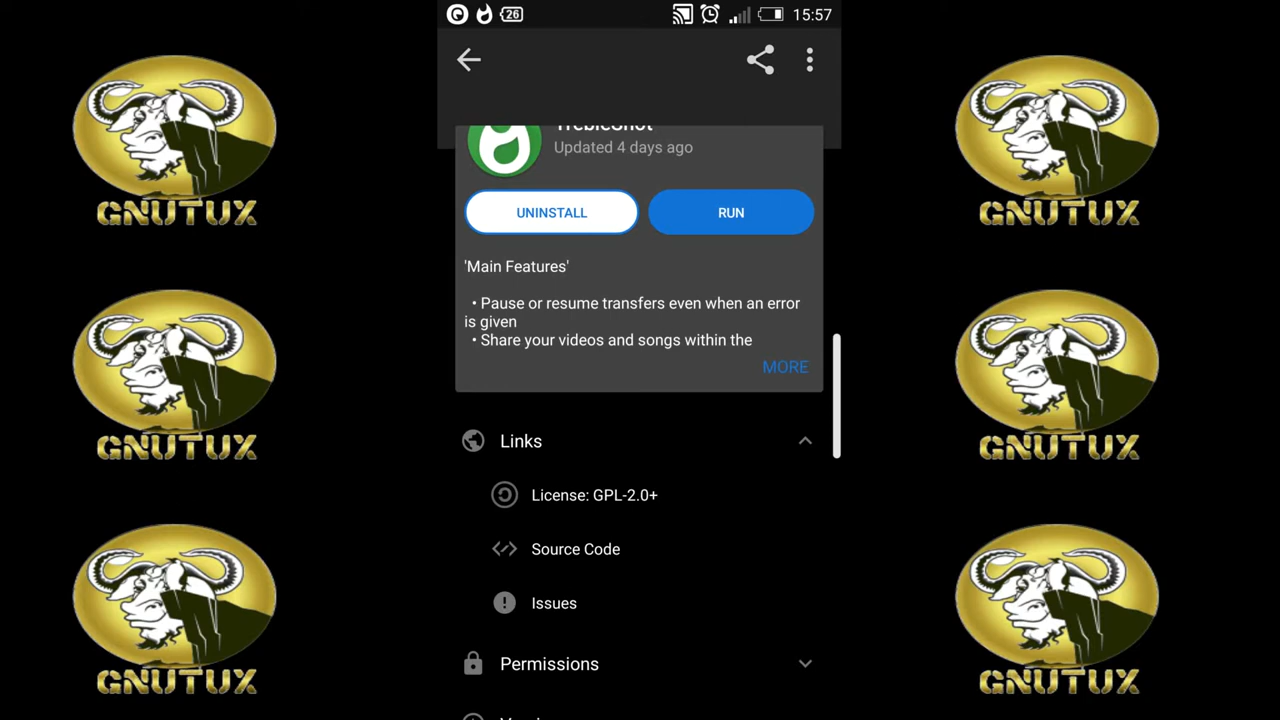 26
15:57
TrebleShot
Updated 4 days ago
UNINSTALL
RUN
'Main Features'
• Pause or resume transfers even when an error
is given
• Share your videos and songs within the
MORE
Links
License: GPL-2.0+
Source Code
Issues
Permissions
GNUTUX
GNUTUX
GNUTUX
GNUTUX
GNUTUX
GNUTUX